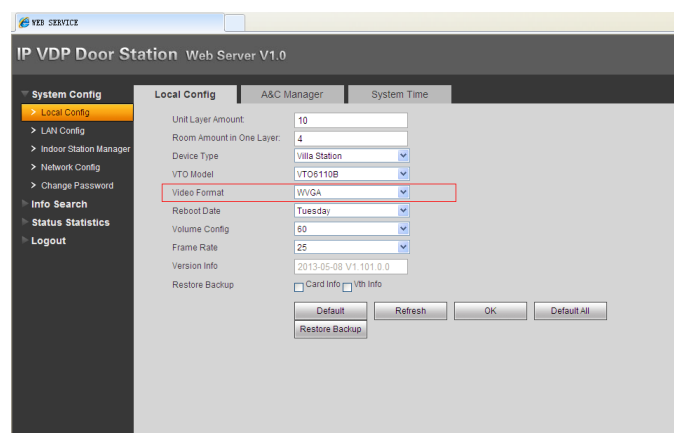 WEB SERVICE
IP VDP Door Station Web Server V1.0
System Config
Local Config
LAN Config
Indoor Station Manager
Network Config
Change Password
Info Search
Status Statistics
Logout
Local Config A&C Manager System Time
Unit Layer Amount: 10
Room Amount in One Layer: 4
Device Type Villa Station
VTO Model VTO6110B
Video Format WVGA
Reboot Date Tuesday
Volume Config 60
Frame Rate 25
Version Info 2013-05-08 V1.101.0.0
Restore Backup Card Info Vth Info
Default Refresh OK Default All
Restore Backup